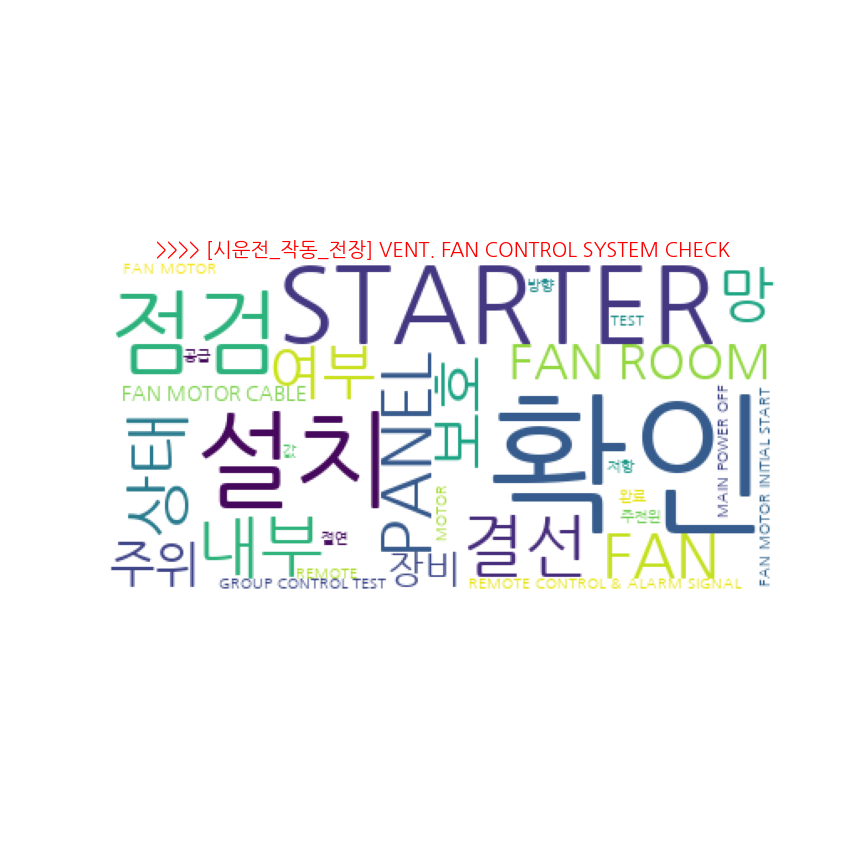 >>>> [시운전_작동_전장] VENT. FAN CONTROL SYSTEM CHECK
FAN MOTOR
STARTER
방향
망
점검
TEST
공급
여부
FAN ROOM
FAN MOTOR CABLE
PANEL
보호
설치
확인
MAIN POWER OFF
FAN MOTOR INITIAL START
상태
값
저항
MOTOR
완료
주전원
내부
절연
결선
FAN
주위
REMOTE
장비
GROUP CONTROL TEST
REMOTE CONTROL & ALARM SIGNAL